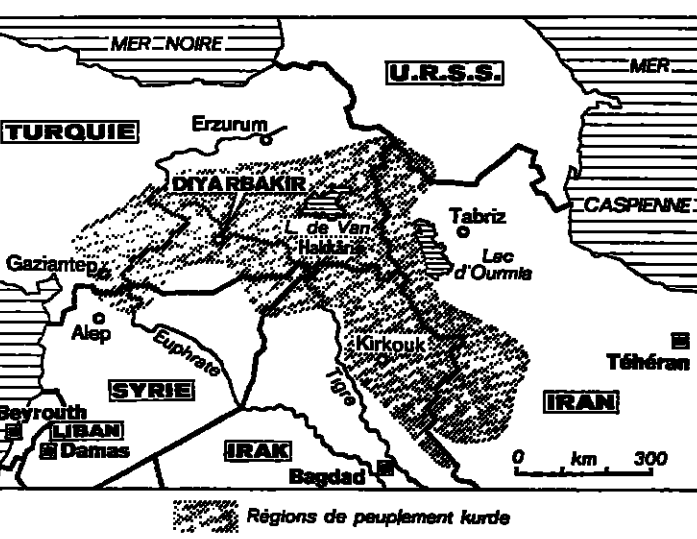 MER NOIRE
U.R.S.S.
MER
TURQUIE
Erzurum
DIYARBAKIR
CASPIENNE
L. de Van
Tabriz
Hakkâri
Gaziantep
Lac
d'Ourmia
Alep
Euphrate
Kirkouk
Téhéran
Tigre
SYRIE
IRAN
Beyrouth
LIBAN
Damas
IRAK
Bagdad
0 km 300
Régions de peuplement kurde